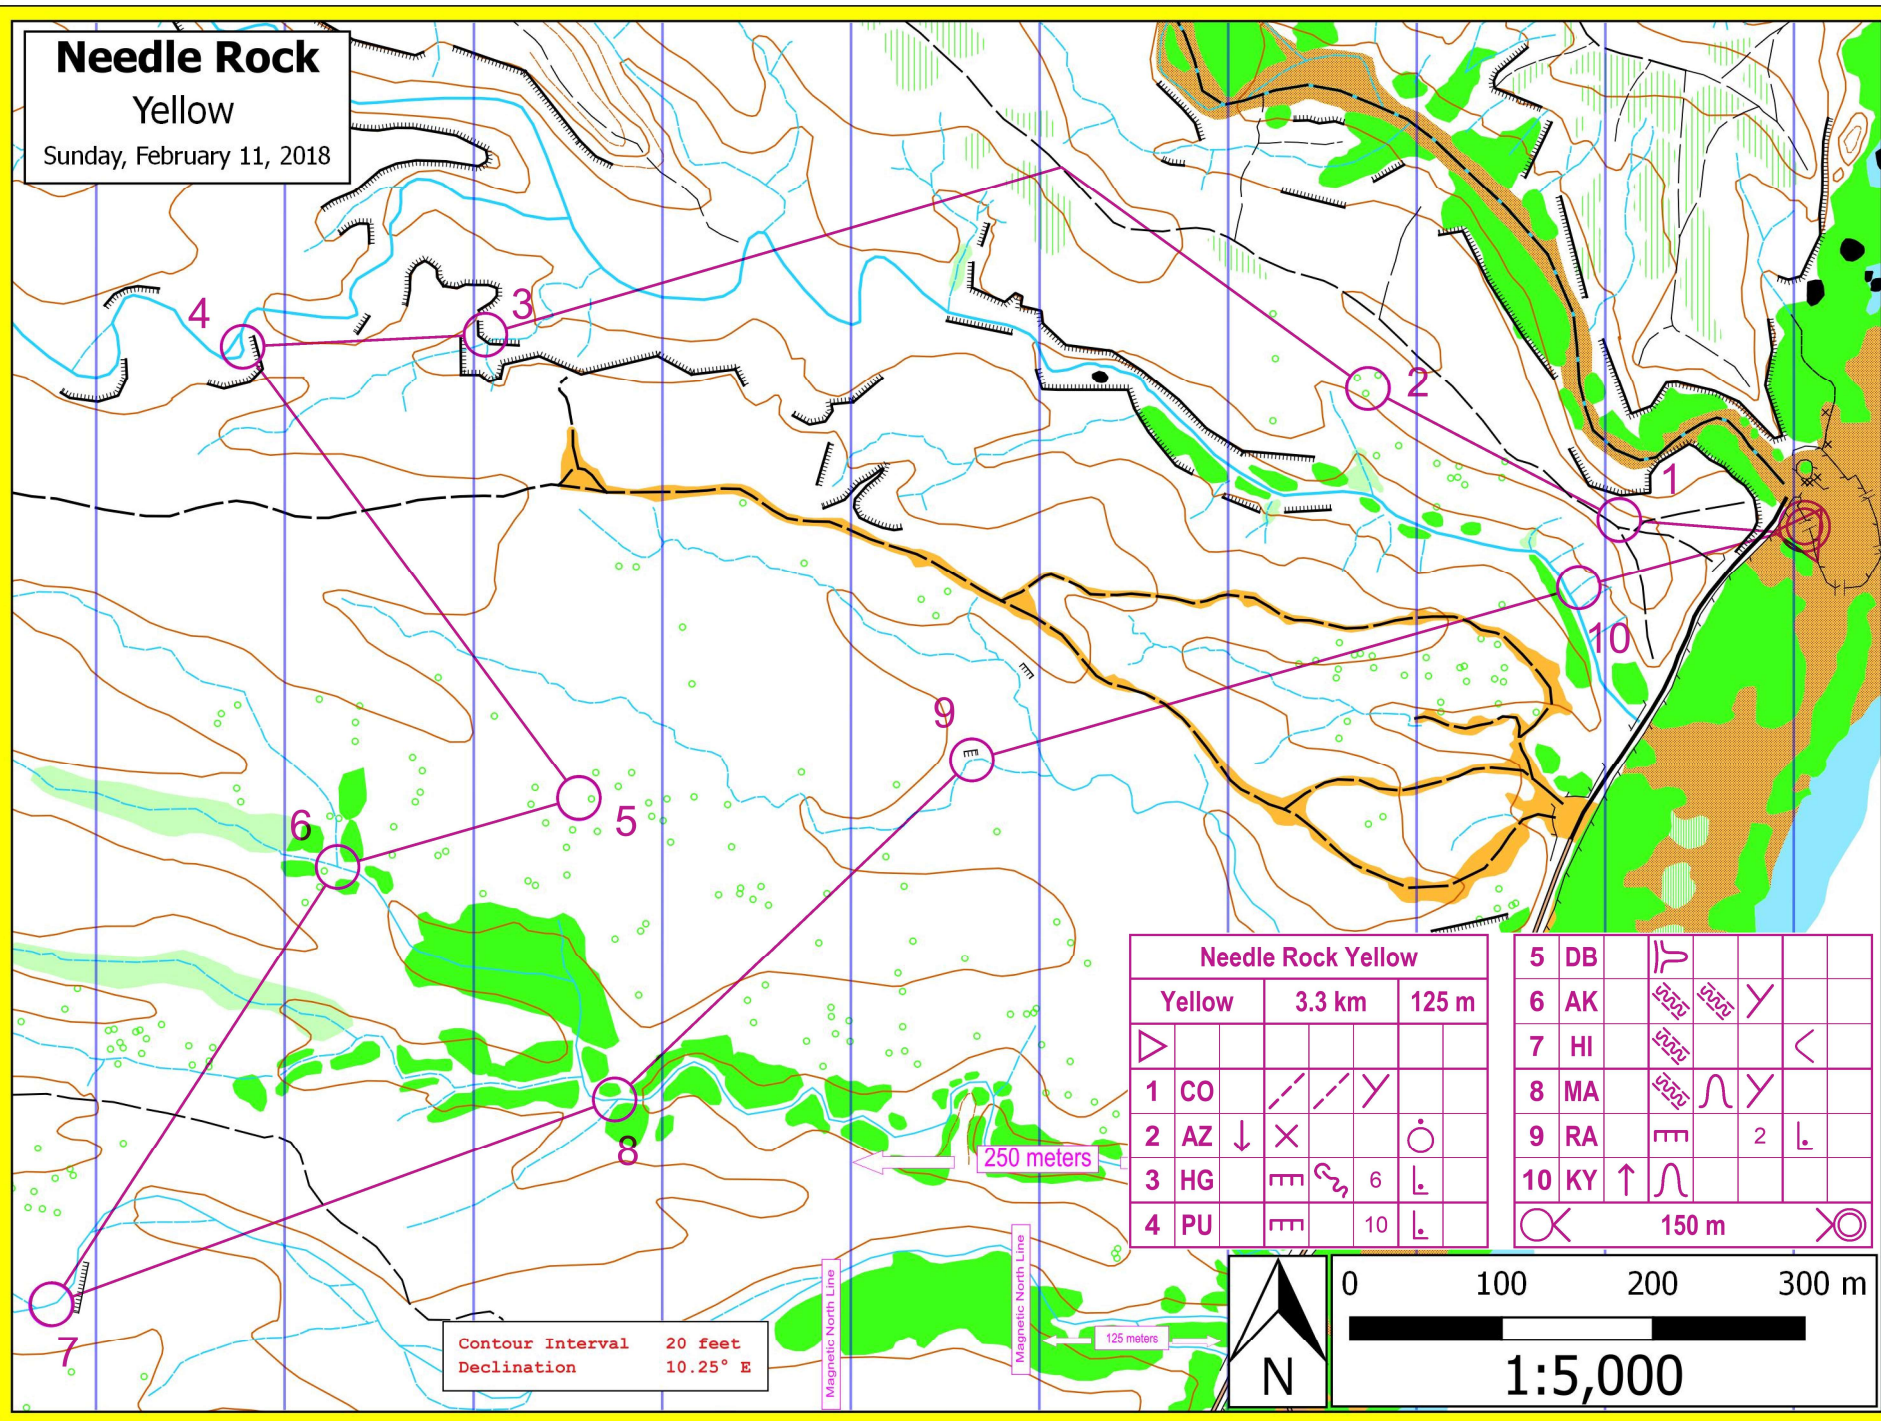 Needle Rock
Yellow
Sunday, February 11, 2018
1
2
3
4
5
6
7
8
9
10
250 meters
Needle Rock Yellow
Yellow 3.3 km 125 m
1 CO
2 AZ
3 HG 6
4 PU 10
5 DB
6 AK
7 HI
8 MA
9 RA 2
10 KY
150 m
Magnetic North Line
Magnetic North Line
125 meters
Contour Interval 20 feet
Declination 10.25° E
N
0 100 200 300 m
1:5,000